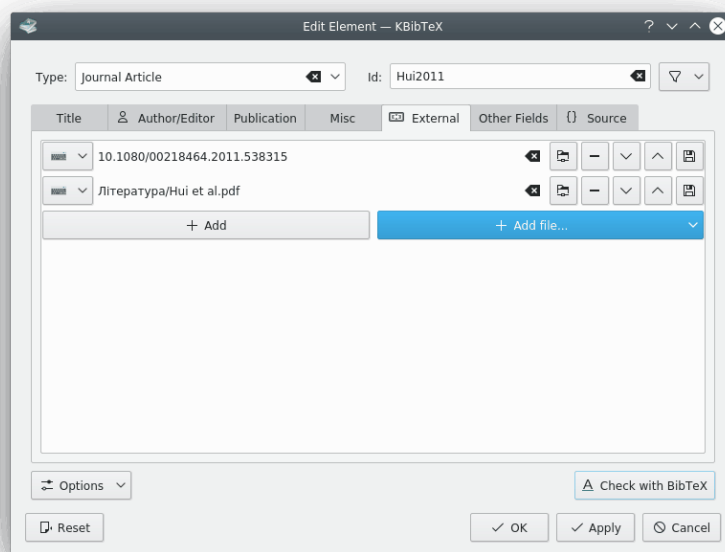 Edit Element — KBibTeX
Type: Journal Article Id: Hui2011
Title Author/Editor Publication Misc External Other Fields {} Source
10.1080/00218464.2011.538315
Література/Hui et al.pdf
+ Add + Add file...
Options A Check with BibTeX
Reset OK Apply Cancel